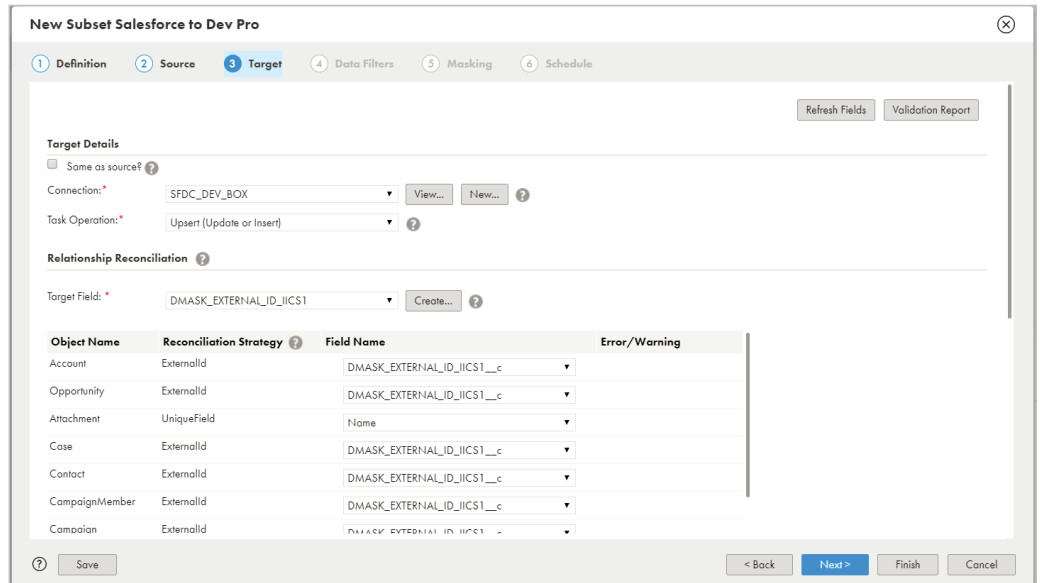 New Subset Salesforce to Dev Pro
1 Definition 2 Source 3 Target 4 Data Filters 5 Masking 6 Schedule
Refresh Fields Validation Report
Target Details
Same as source? ?
Connection:* SFDC_DEV_BOX View... New... ?
Task Operation:* Upsert (Update or Insert) ?
Relationship Reconciliation ?
Target Field: * DMASK_EXTERNAL_ID_IICS1 Create... ?
Object Name Reconciliation Strategy ? Field Name Error/Warning
Account ExternalId DMASK_EXTERNAL_ID_IICS1__c
Opportunity ExternalId DMASK_EXTERNAL_ID_IICS1__c
Attachment UniqueField Name
Case ExternalId DMASK_EXTERNAL_ID_IICS1__c
Contact ExternalId DMASK_EXTERNAL_ID_IICS1__c
CampaignMember ExternalId DMASK_EXTERNAL_ID_IICS1__c
Campaign ExternalId DMASK_EXTERNAL_ID_IICS1__c
? Save < Back Next > Finish Cancel